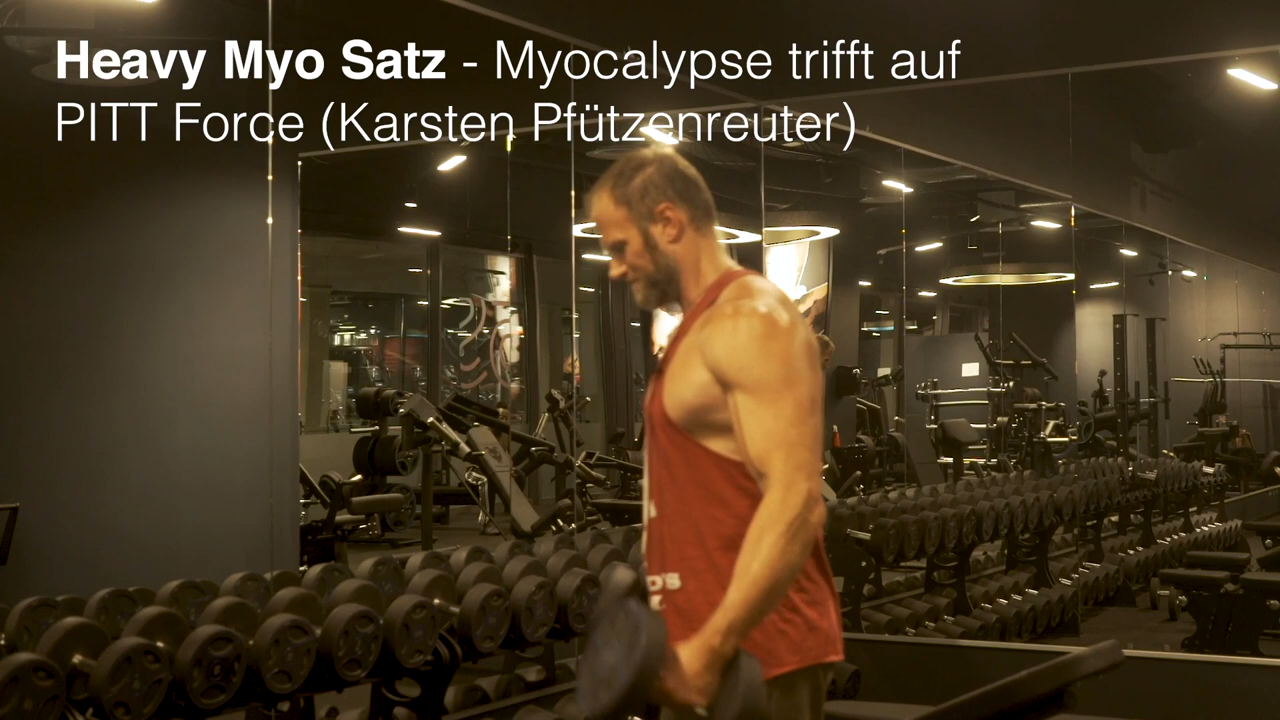 Heavy Myo Satz - Myocalypse trifft auf
PITT Force (Karsten Pfützenreuter)